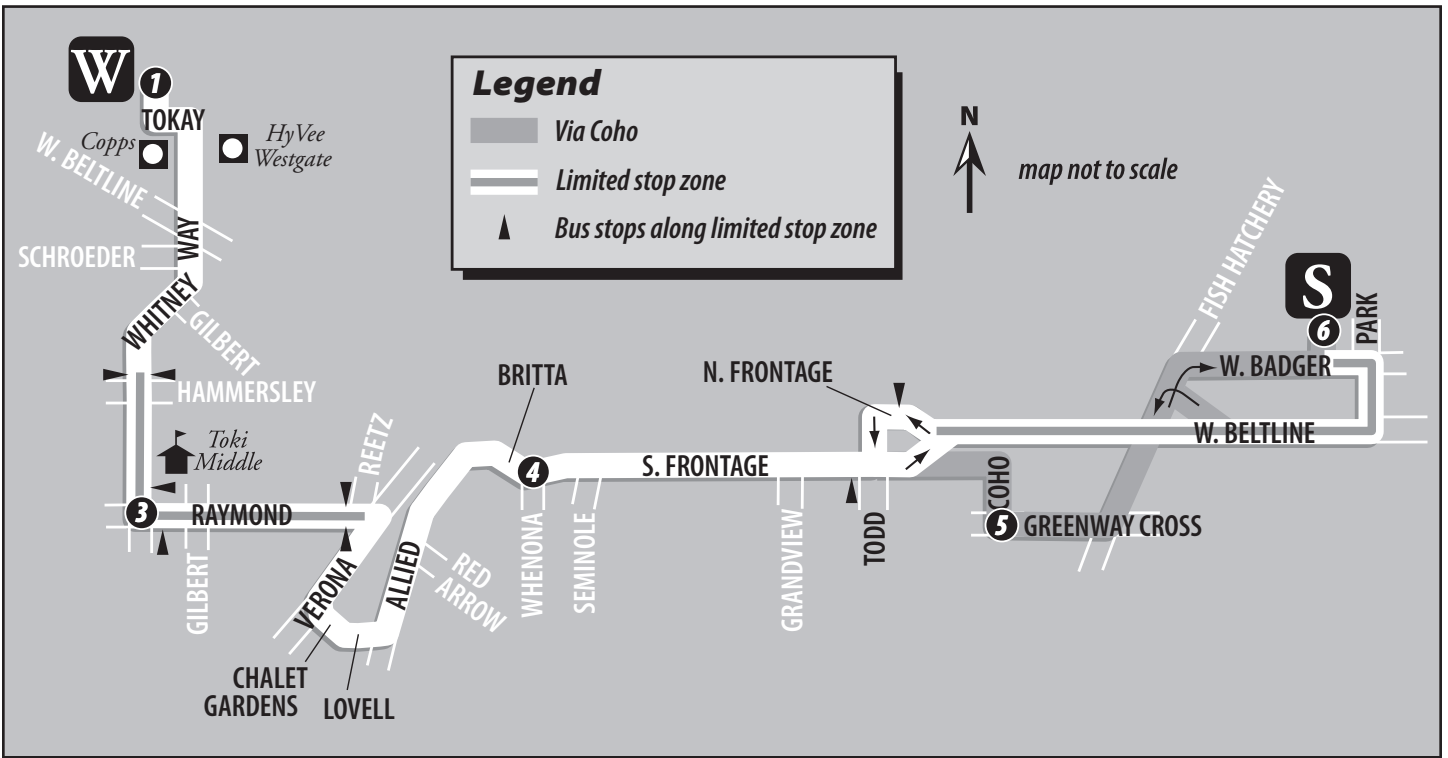 W
1
TOKAY
Copps
HyVee
Westgate
W. BELTLINE
WAY
SCHROEDER
WHITNEY
GILBERT
HAMMERSLEY
Toki
Middle
REETZ
3
RAYMOND
GILBERT
VERONA
ALLIED
RED
ARROW
CHALET
GARDENS
LOVELL
Legend
Via Coho
Limited stop zone
Bus stops along limited stop zone
N
map not to scale
BRITTA
4
WHENONA
SEMINOLE
S. FRONTAGE
GRANDVIEW
N. FRONTAGE
TODD
COHO
5
GREENWAY CROSS
FISH HATCHERY
S
6
PARK
W. BADGER
W. BELTLINE